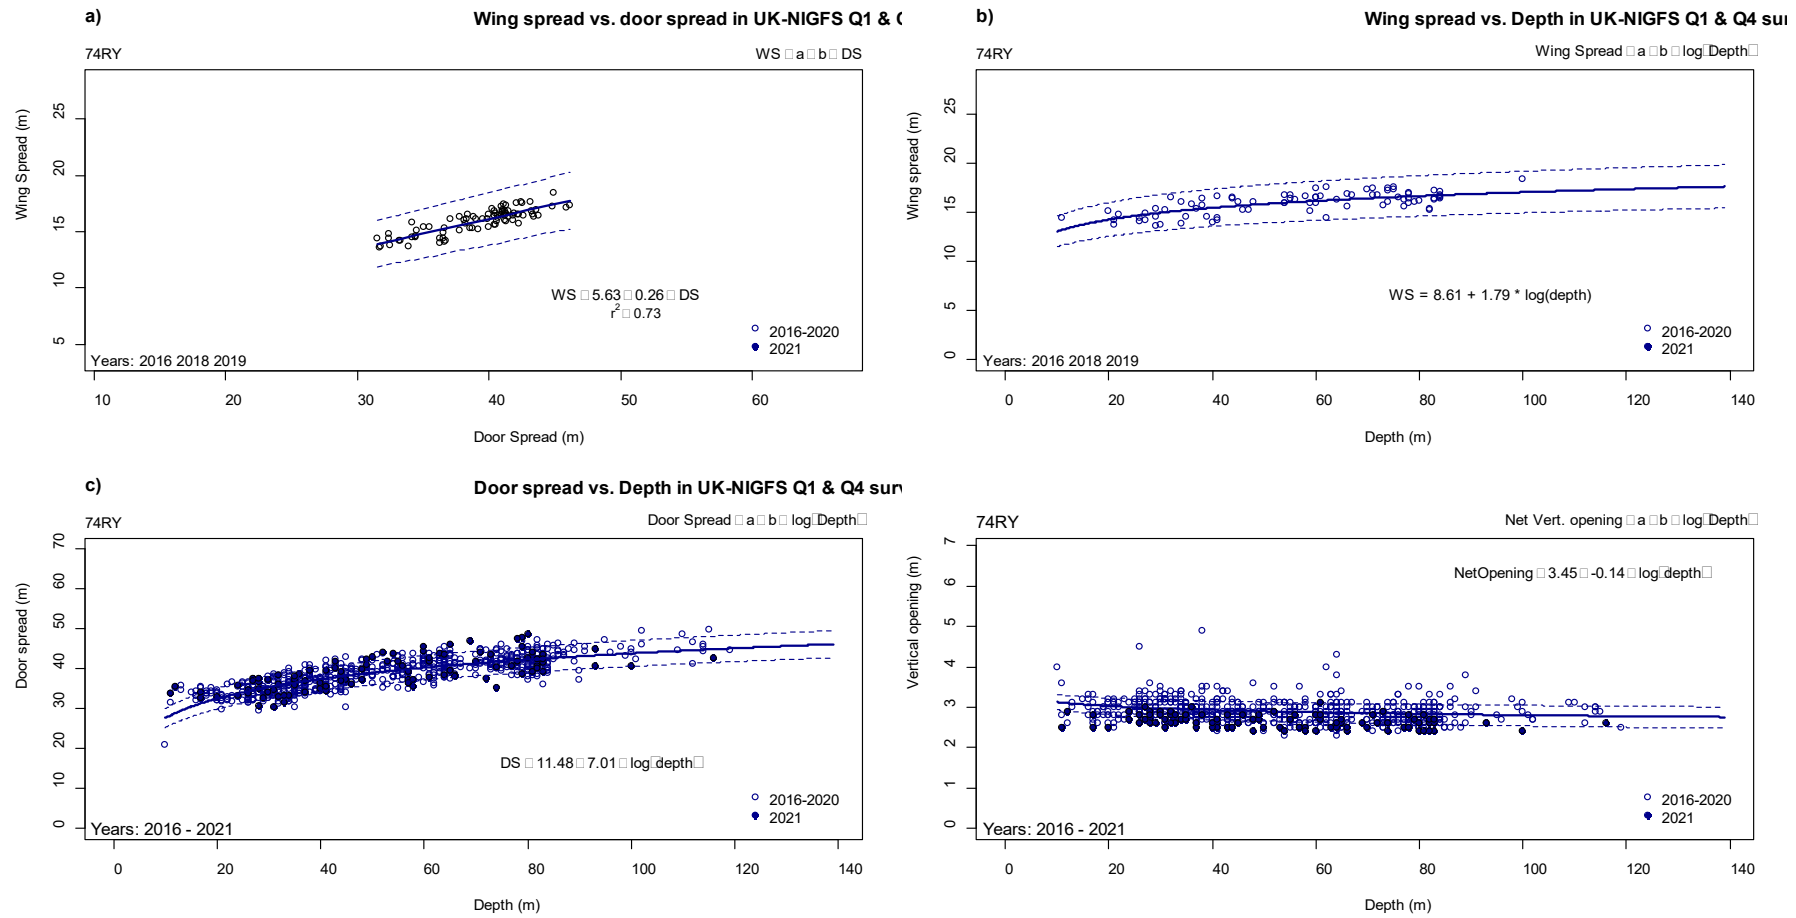 a)
Wing spread vs. door spread in UK-NIGFS Q1 &
74RY
WS □ a □ b □ DS
Wing Spread (m)
25
20
15
10
5
WS □ 5.63 □ 0.26 □ DS
r2 □ 0.73
2016-2020
2021
Years: 2016 2018 2019
10 20 30 40 50 60
Door Spread (m)
b)
Wing spread vs. Depth in UK-NIGFS Q1 & Q4 sur
74RY
Wing Spread □ a □ b □ log□Depth□
Wing spread (m)
25
20
15
10
5
0
WS = 8.61 + 1.79 * log(depth)
2016-2020
2021
Years: 2016 2018 2019
0 20 40 60 80 100 120 140
Depth (m)
c)
Door spread vs. Depth in UK-NIGFS Q1 & Q4 surv
74RY
Door Spread □ a □ b □ log□Depth□
Door spread (m)
70
60
50
40
30
20
10
0
DS □ 11.48 □ 7.01 □ log□depth□
2016-2020
2021
Years: 2016 - 2021
0 20 40 60 80 100 120 140
Depth (m)
74RY
Net Vert. opening □ a □ b □ log□Depth□
Vertical opening (m)
7
6
5
4
3
2
1
0
NetOpening □ 3.45 □ -0.14 □ log□depth□
2016-2020
2021
Years: 2016 - 2021
0 20 40 60 80 100 120 140
Depth (m)